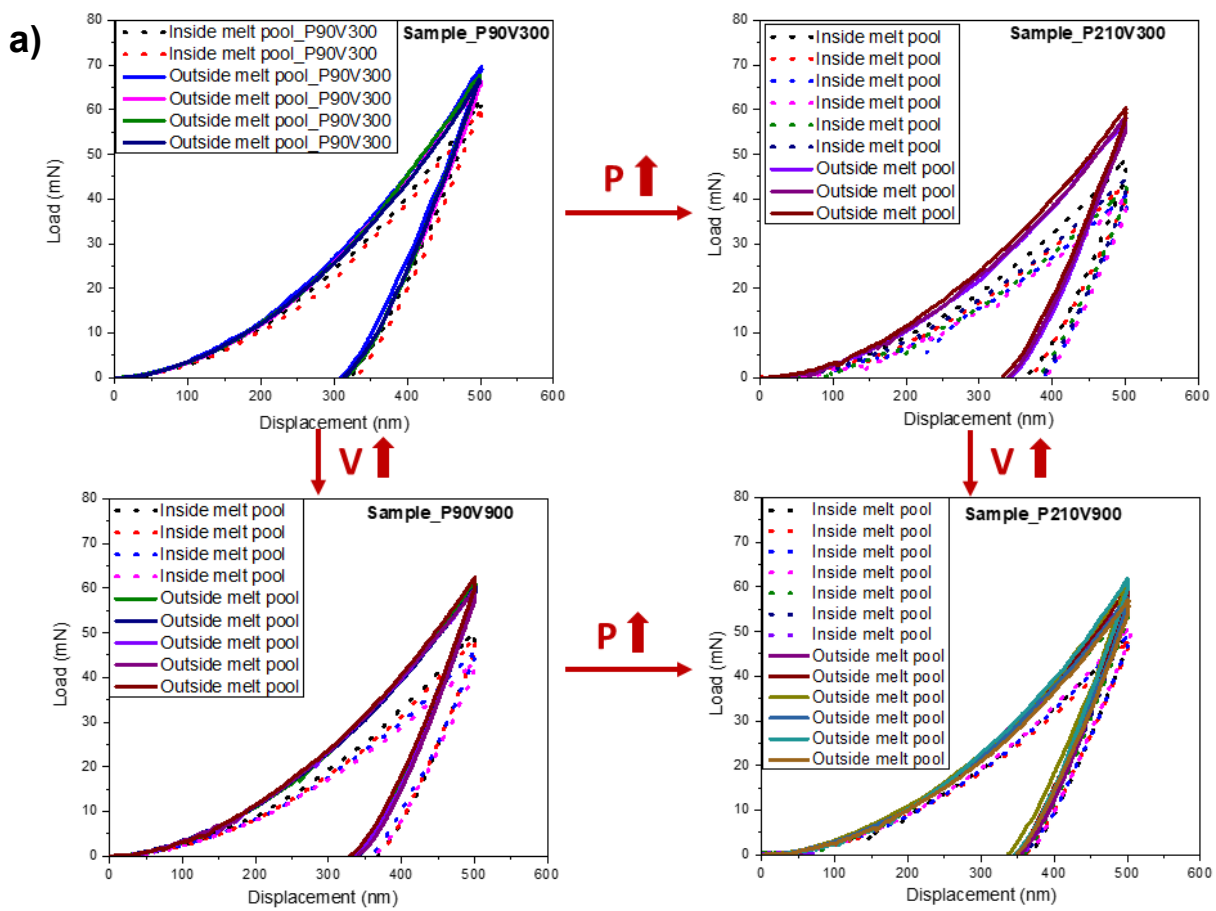 a)
Sample_P90V300
Inside melt pool_P90V300
Inside melt pool_P90V300
Outside melt pool_P90V300
Outside melt pool_P90V300
Outside melt pool_P90V300
Outside melt pool_P90V300
80
70
60
50
40
30
20
10
0
Load (mN)
0 100 200 300 400 500 600
Displacement (nm)
P
Sample_P210V300
Inside melt pool
Inside melt pool
Inside melt pool
Inside melt pool
Inside melt pool
Inside melt pool
Outside melt pool
Outside melt pool
Outside melt pool
80
70
60
50
40
30
20
10
0
Load (mN)
0 100 200 300 400 500 600
Displacement (nm)
V
V
Sample_P90V900
Inside melt pool
Inside melt pool
Inside melt pool
Inside melt pool
Outside melt pool
Outside melt pool
Outside melt pool
Outside melt pool
Outside melt pool
80
70
60
50
40
30
20
10
0
Load (mN)
0 100 200 300 400 500 600
Displacement (nm)
P
Sample_P210V900
Inside melt pool
Inside melt pool
Inside melt pool
Inside melt pool
Inside melt pool
Inside melt pool
Inside melt pool
Outside melt pool
Outside melt pool
Outside melt pool
Outside melt pool
Outside melt pool
Outside melt pool
80
70
60
50
40
30
20
10
0
Load (mN)
0 100 200 300 400 500 600
Displacement (nm)